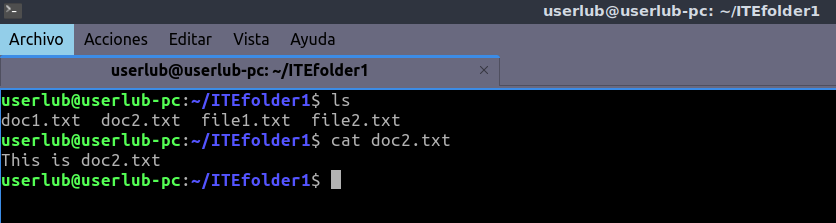 userlub@userlub-pc: ~/ITEfolder1
Archivo Acciones Editar Vista Ayuda
userlub@userlub-pc: ~/ITEfolder1 ×
userlub@userlub-pc:~/ITEfolder1$ ls
doc1.txt  doc2.txt  file1.txt  file2.txt
userlub@userlub-pc:~/ITEfolder1$ cat doc2.txt
This is doc2.txt
userlub@userlub-pc:~/ITEfolder1$